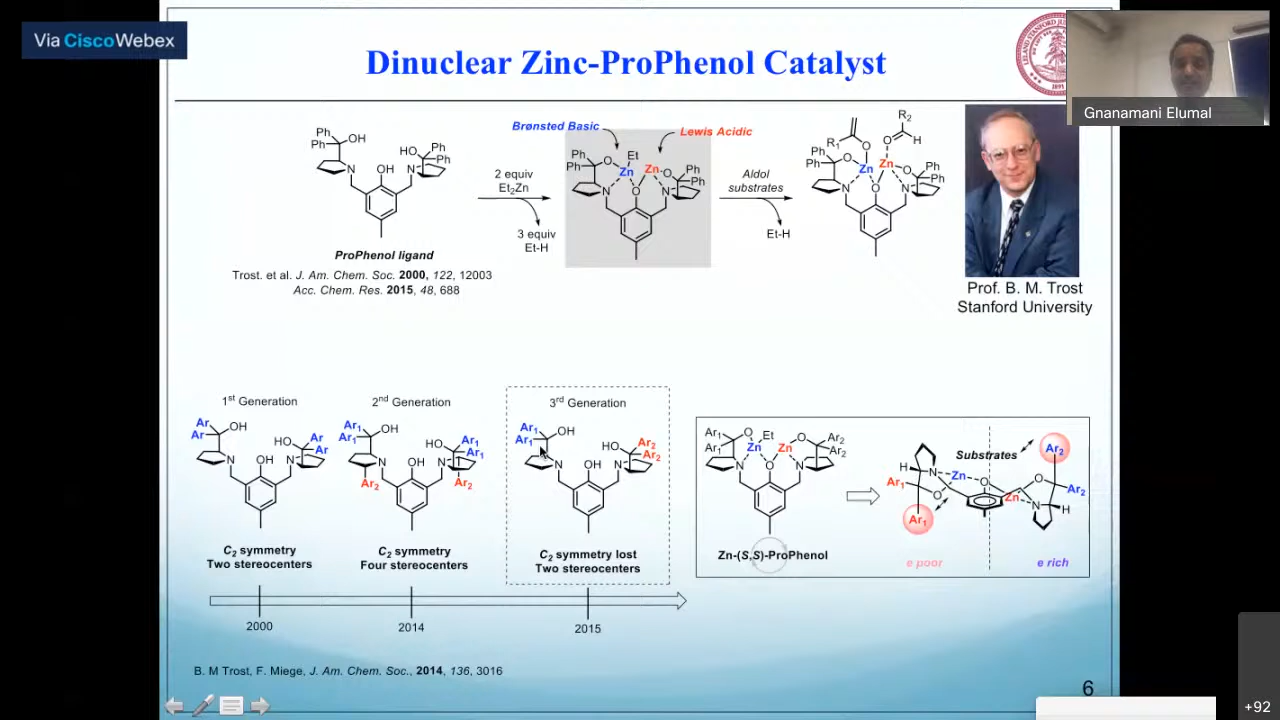 Via CiscoWebex
Dinuclear Zinc-ProPhenol Catalyst
Gnanamani Elumal
Ph
Ph
OH
N
OH
HO
Ph
Ph
N
ProPhenol ligand
Trost. et al. J. Am. Chem. Soc. 2000, 122, 12003
Acc. Chem. Res. 2015, 48, 688
2 equiv
Et2Zn
3 equiv
Et-H
Brønsted Basic
Lewis Acidic
Ph
Ph
O
Et
Zn
Zn
O
Ph
Ph
N
O
N
Aldol
substrates
Et-H
R1
O
R2
O
H
Ph
Ph
O
Zn
Zn
O
Ph
Ph
N
O
N
Prof. B. M. Trost
Stanford University
1st Generation
Ar
Ar
OH
N
OH
HO
Ar
Ar
N
C2 symmetry
Two stereocenters
2nd Generation
Ar1
Ar1
OH
N
Ar2
OH
HO
Ar1
Ar1
N
Ar2
C2 symmetry
Four stereocenters
3rd Generation
Ar1
Ar1
OH
N
OH
HO
Ar2
Ar2
N
C2 symmetry lost
Two stereocenters
2000
2014
2015
Ar1
Ar1
O
Et
Zn
Zn
O
Ar2
Ar2
N
O
N
Zn-(S,S)-ProPhenol
Substrates
H
N
Zn
O
Ar1
O
Ar1
Zn
O
Ar2
Ar2
N
H
e poor
e rich
B. M Trost, F. Miege, J. Am. Chem. Soc., 2014, 136, 3016
6
+92